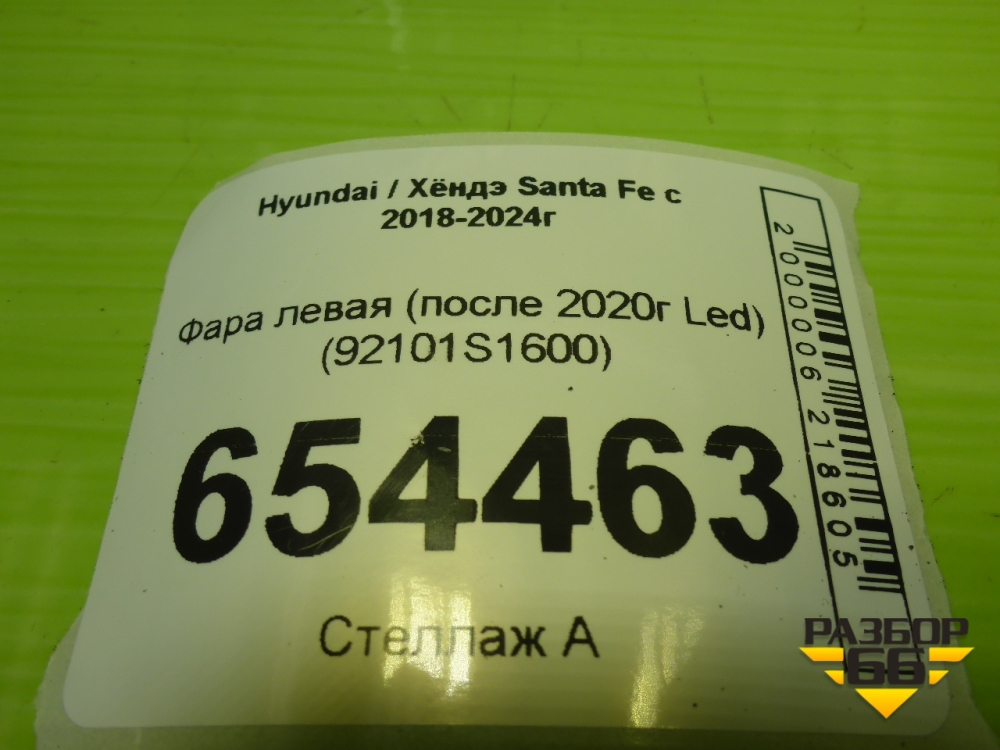 Hyundai / Хёндэ Santa Fe с
2018-2024г
Фара левая (после 2020г Led)
(92101S1600)
654463
Стеллаж А
2000006218605
РАЗБОР
66